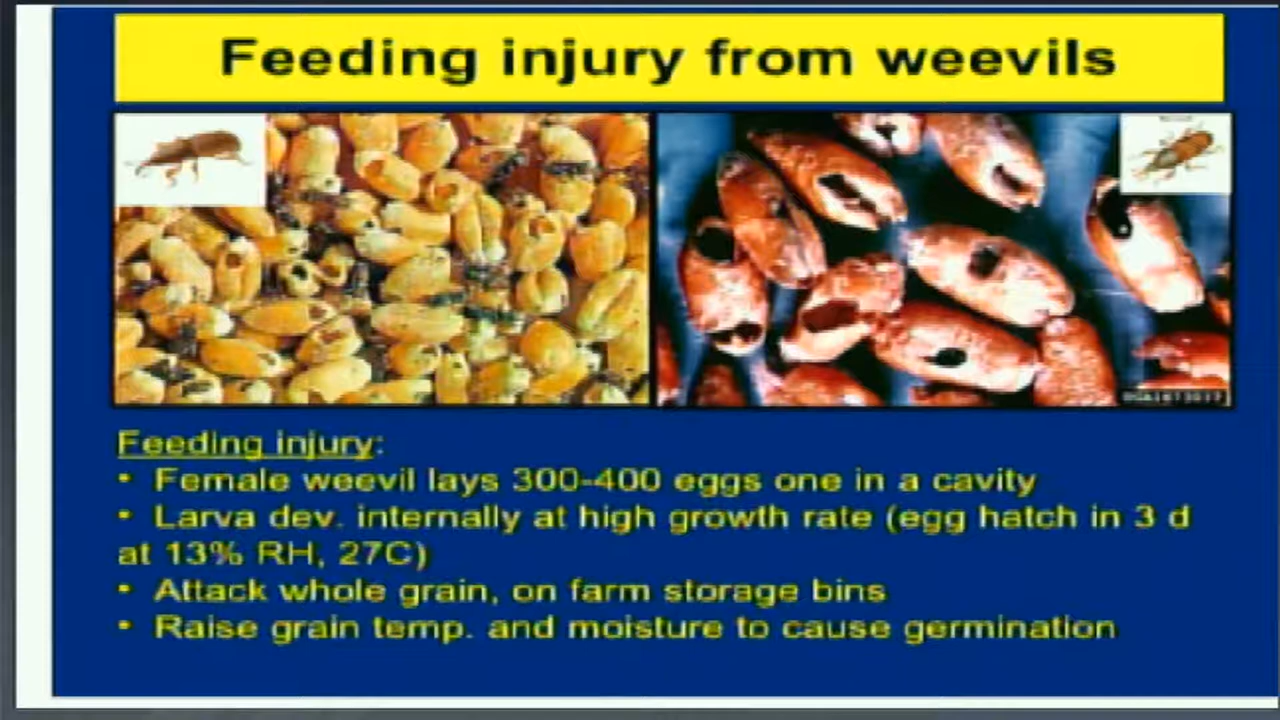 Feeding injury from weevils
Feeding injury:
• Female weevil lays 300-400 eggs one in a cavity
• Larva dev. internally at high growth rate (egg hatch in 3 d
at 13% RH, 27C)
• Attack whole grain, on farm storage bins
• Raise grain temp. and moisture to cause germination